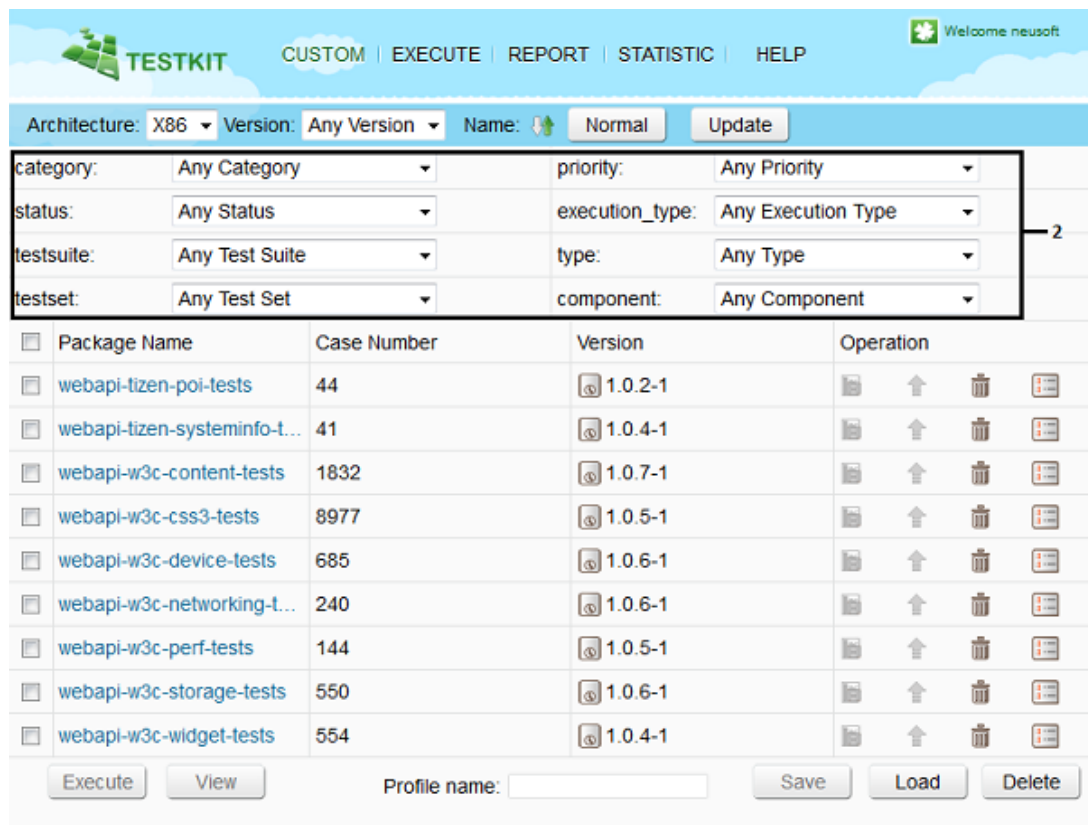 Welcome neusoft
TESTKIT CUSTOM | EXECUTE | REPORT | STATISTIC | HELP
Architecture: X86 Version: Any Version Name: Normal Update
category: Any Category priority: Any Priority
status: Any Status execution_type: Any Execution Type
2
testsuite: Any Test Suite type: Any Type
testset: Any Test Set component: Any Component
Package Name Case Number Version Operation
webapi-tizen-poi-tests 44 1.0.2-1
webapi-tizen-systeminfo-t... 41 1.0.4-1
webapi-w3c-content-tests 1832 1.0.7-1
webapi-w3c-css3-tests 8977 1.0.5-1
webapi-w3c-device-tests 685 1.0.6-1
webapi-w3c-networking-t... 240 1.0.6-1
webapi-w3c-perf-tests 144 1.0.5-1
webapi-w3c-storage-tests 550 1.0.6-1
webapi-w3c-widget-tests 554 1.0.4-1
Execute View Profile name: Save Load Delete